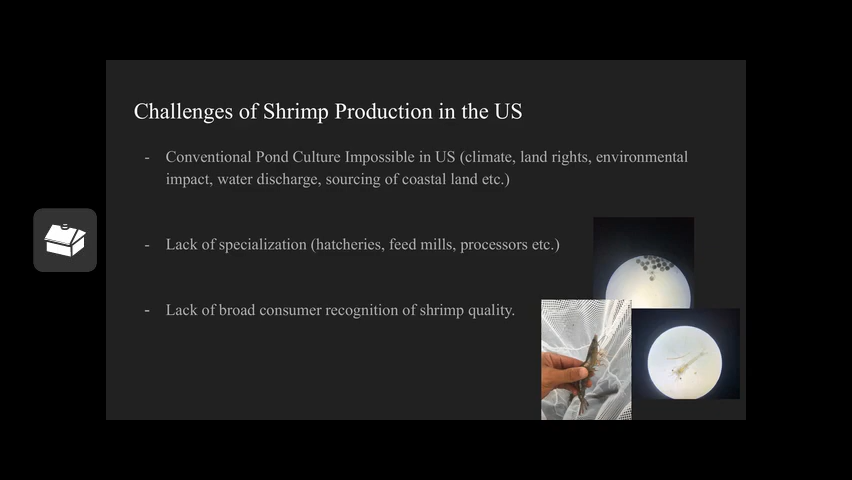 Challenges of Shrimp Production in the US
- Conventional Pond Culture Impossible in US (climate, land rights, environmental
impact, water discharge, sourcing of coastal land etc.)
- Lack of specialization (hatcheries, feed mills, processors etc.)
- Lack of broad consumer recognition of shrimp quality.